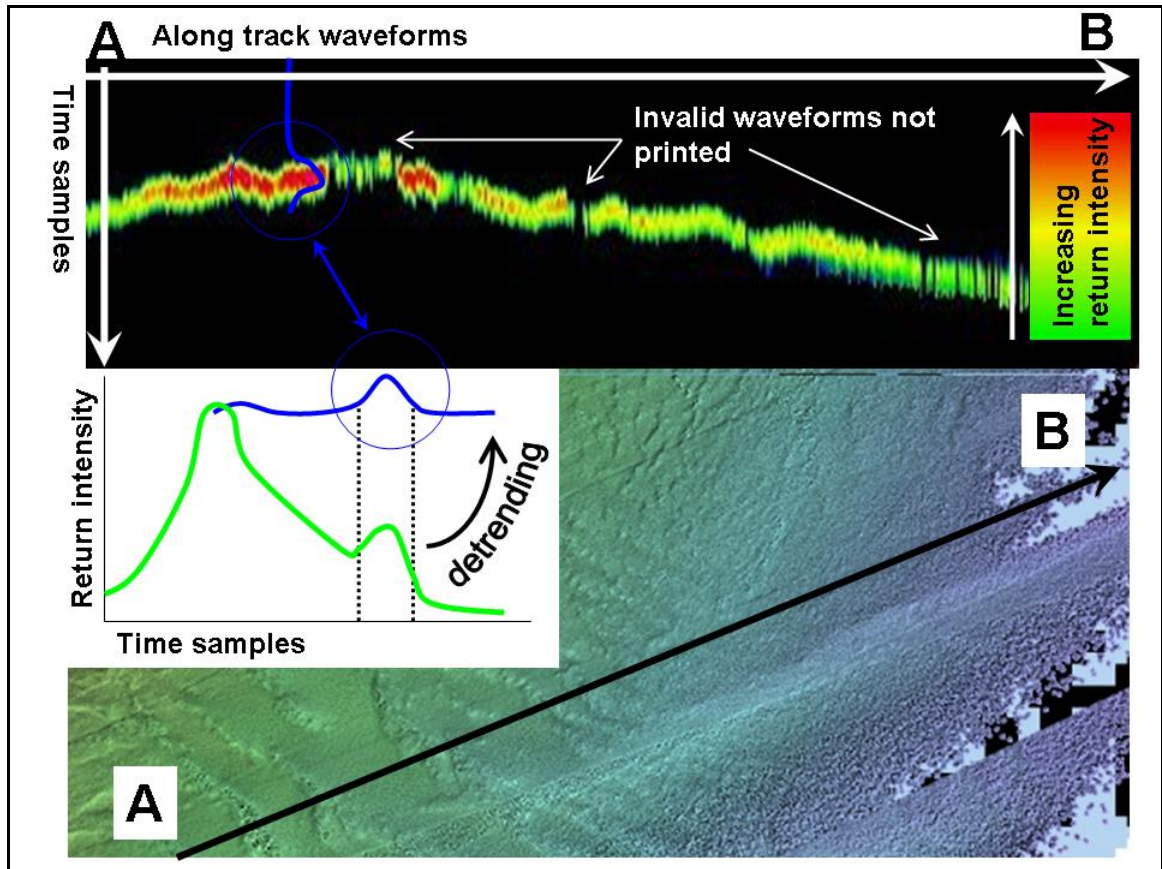 A
Along track waveforms
B
Time samples
Invalid waveforms not
printed
Increasing
return intensity
Return intensity
detrending
Time samples
B
A